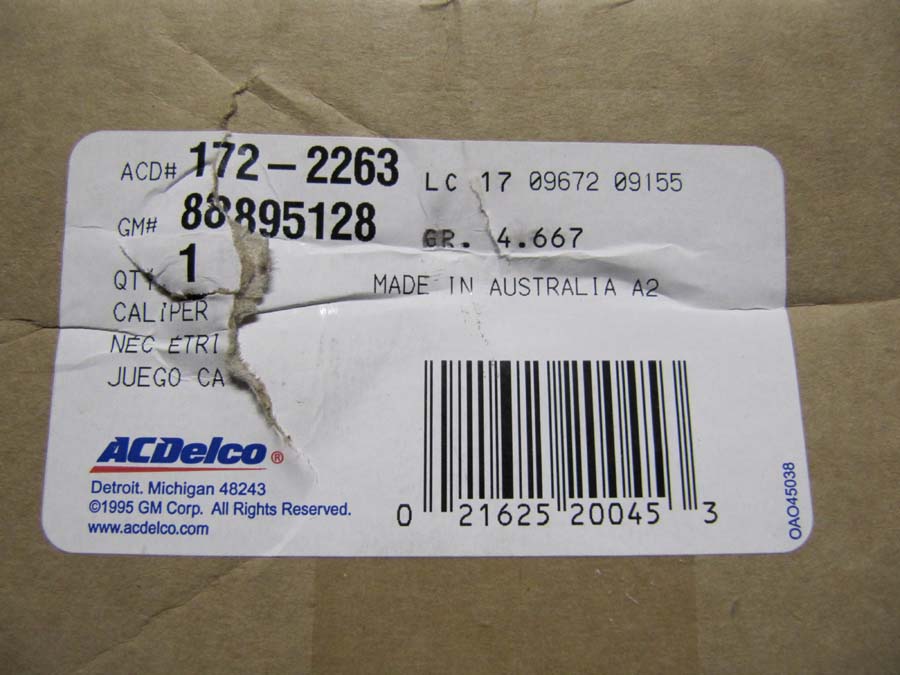 ACD# 172-2263 LC 17 09672 09155
GM# 88895128 GR. 4.667
QTY 1
MADE IN AUSTRALIA A2
CALIPER
NEC ETRI
JUEGO CA
ACDelco®
Detroit, Michigan 48243
©1995 GM Corp. All Rights Reserved.
www.acdelco.com
0 21625 20045 3
OAO45038